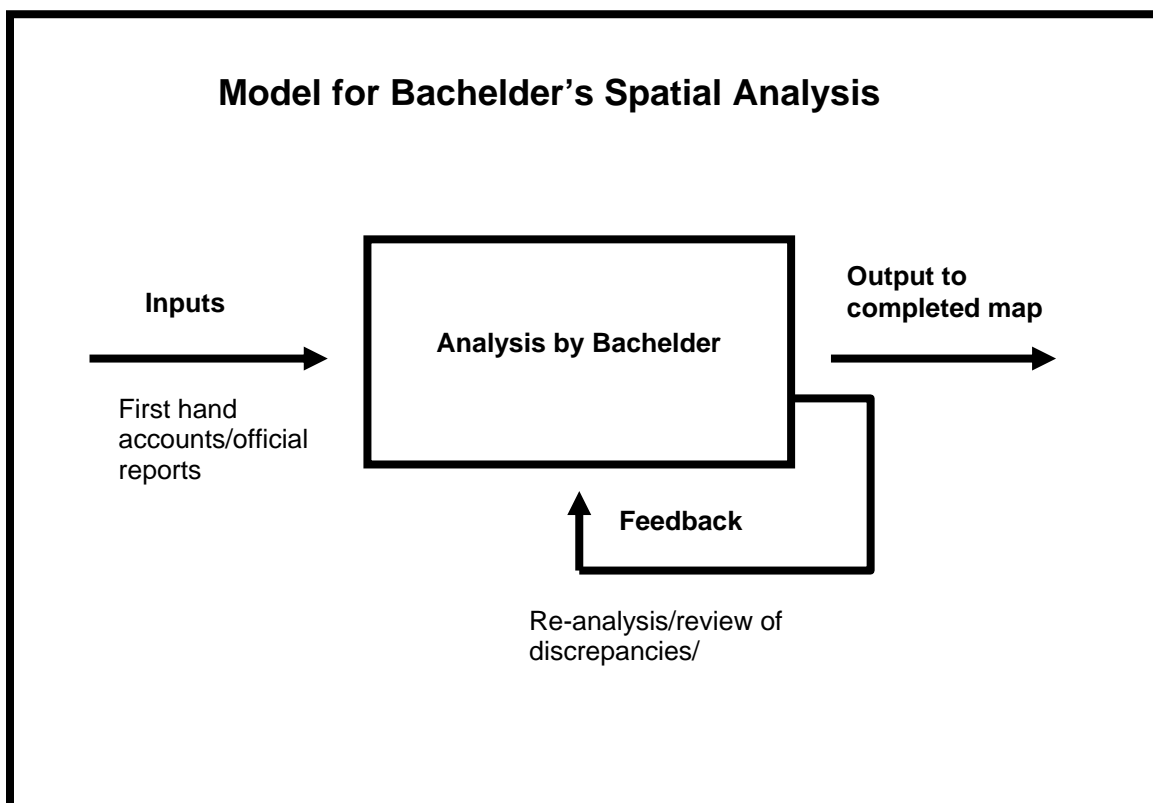 Model for Bachelder’s Spatial Analysis
Inputs
First hand
accounts/official
reports
Analysis by Bachelder
Output to
completed map
Feedback
Re-analysis/review of
discrepancies/